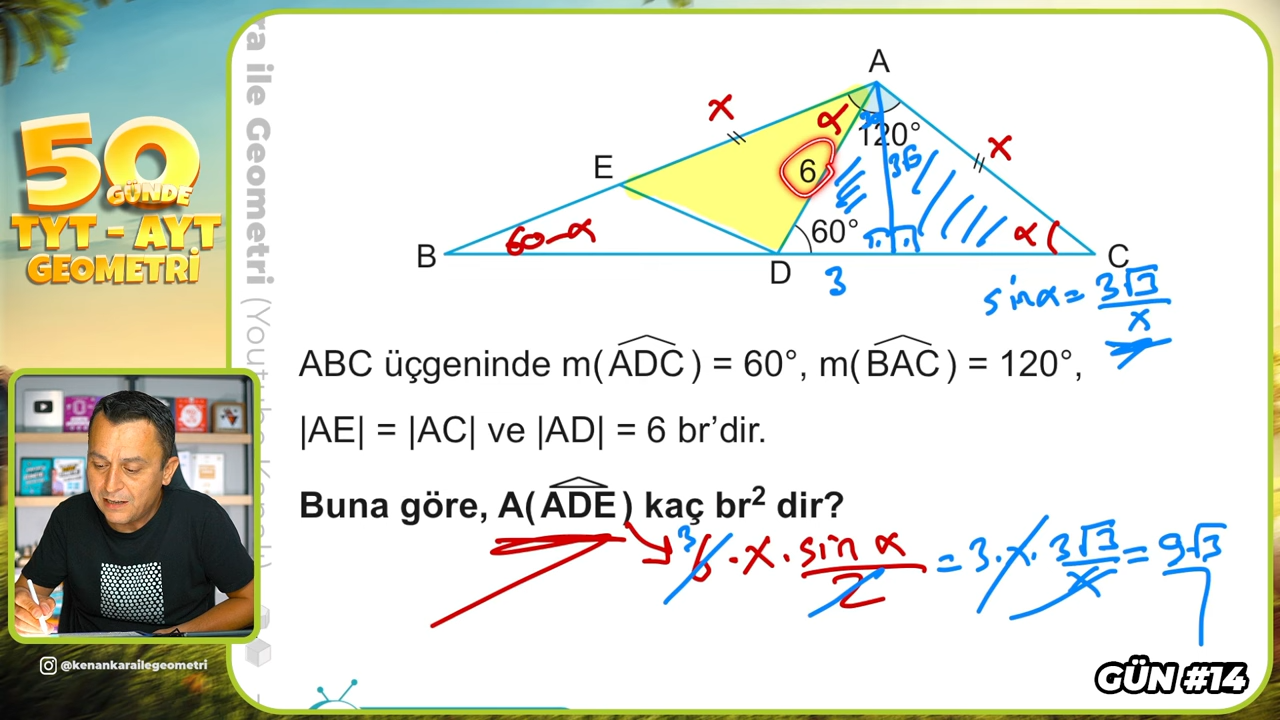 50
GÜNDE
TYT - AYT
GEOMETRİ
ra ile Geometri (Youtube Kanalı)
A
x
α
120°
x
E
6
3√3
60-α
60°
α
B
D
C
3
sinα = 3√3/x
ABC üçgeninde m(ADC) = 60°, m(BAC) = 120°,
|AE| = |AC| ve |AD| = 6 br'dir.
Buna göre, A(ADE) kaç br² dir?
3 6 · x · sin α/2 = 3 · x · 3√3/x = 9√3
@kenankarailegeometri
GÜN #14